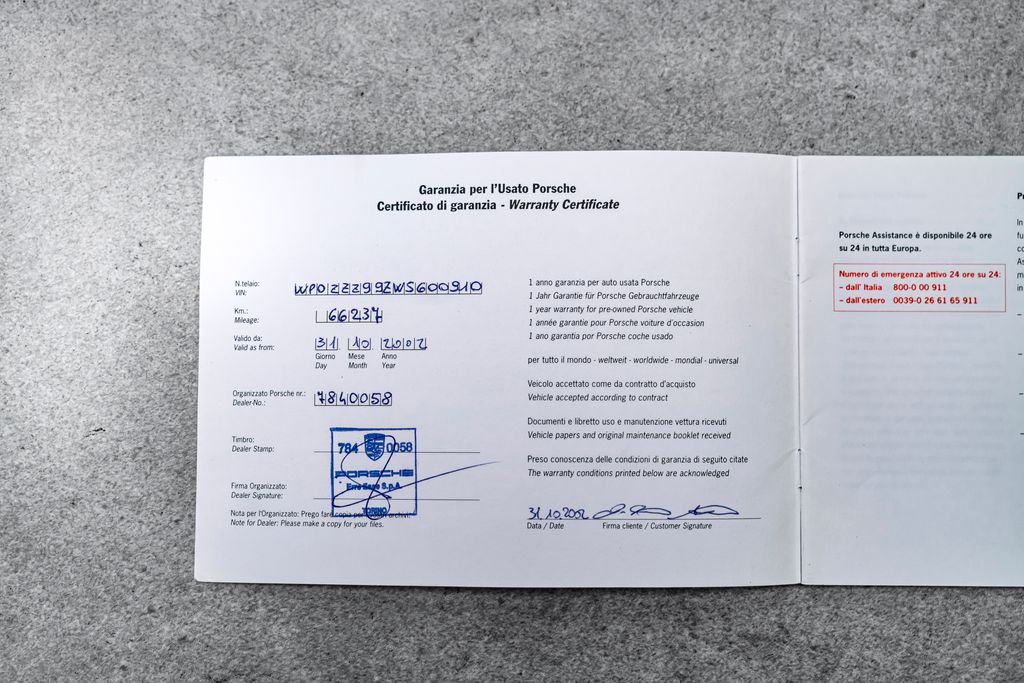 Garanzia per l'Usato Porsche
Certificato di garanzia - Warranty Certificate
N.telaio:
VIN:
WP0ZZZ99ZWS600910
Km.:
Mileage:
66237
Valido da:
Valid as from:
31 10 2002
Giorno Mese Anno
Day Month Year
Organizzato Porsche nr.:
Dealer-No.:
7840058
Timbro:
Dealer Stamp:
784 0058
PORSCHE
Erre Esse S.p.A.
TORINO
Firma Organizzato:
Dealer Signature:
Nota per l'Organizzato: Prego fare copia per archivi.
Note for Dealer: Please make a copy for your files.
1 anno garanzia per auto usata Porsche
1 Jahr Garantie für Porsche Gebrauchtfahrzeuge
1 year warranty for pre-owned Porsche vehicle
1 année garantie pour Porsche voiture d'occasion
1 ano garantia por Porsche coche usado
per tutto il mondo - weltweit - worldwide - mondial - universal
Veicolo accettato come da contratto d'acquisto
Vehicle accepted according to contract
Documenti e libretto uso e manutenzione vettura ricevuti
Vehicle papers and original maintenance booklet received
Preso conoscenza delle condizioni di garanzia di seguito citate
The warranty conditions printed below are acknowledged
31.10.2002
Data / Date Firma cliente / Customer Signature
Porsche Assistance è disponibile 24 ore
su 24 in tutta Europa.
Numero di emergenza attivo 24 ore su 24:
- dall' Italia 800-0 00 911
- dall'estero 0039-0 26 61 65 911
In